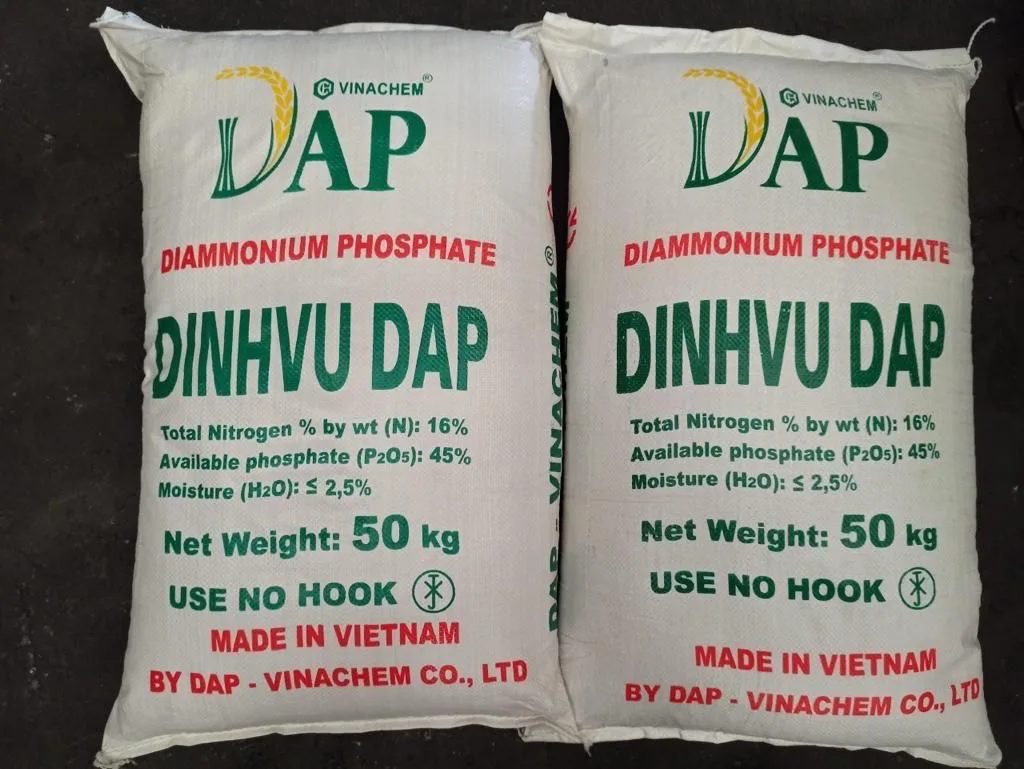 VINACHEM®
DAP
DIAMMONIUM PHOSPHATE
DINHVU DAP
Total Nitrogen % by wt (N): 16%
Available phosphate (P2O5): 45%
Moisture (H2O): ≤ 2,5%
Net Weight: 50 kg
USE NO HOOK
MADE IN VIETNAM
BY DAP - VINACHEM CO., LTD
DAP - VINACHEM®
VINACHEM®
DAP
DIAMMONIUM PHOSPHATE
DINHVU DAP
Total Nitrogen % by wt (N): 16%
Available phosphate (P2O5): 45%
Moisture (H2O): ≤ 2,5%
Net Weight: 50 kg
USE NO HOOK
MADE IN VIETNAM
BY DAP - VINACHEM CO., LTD